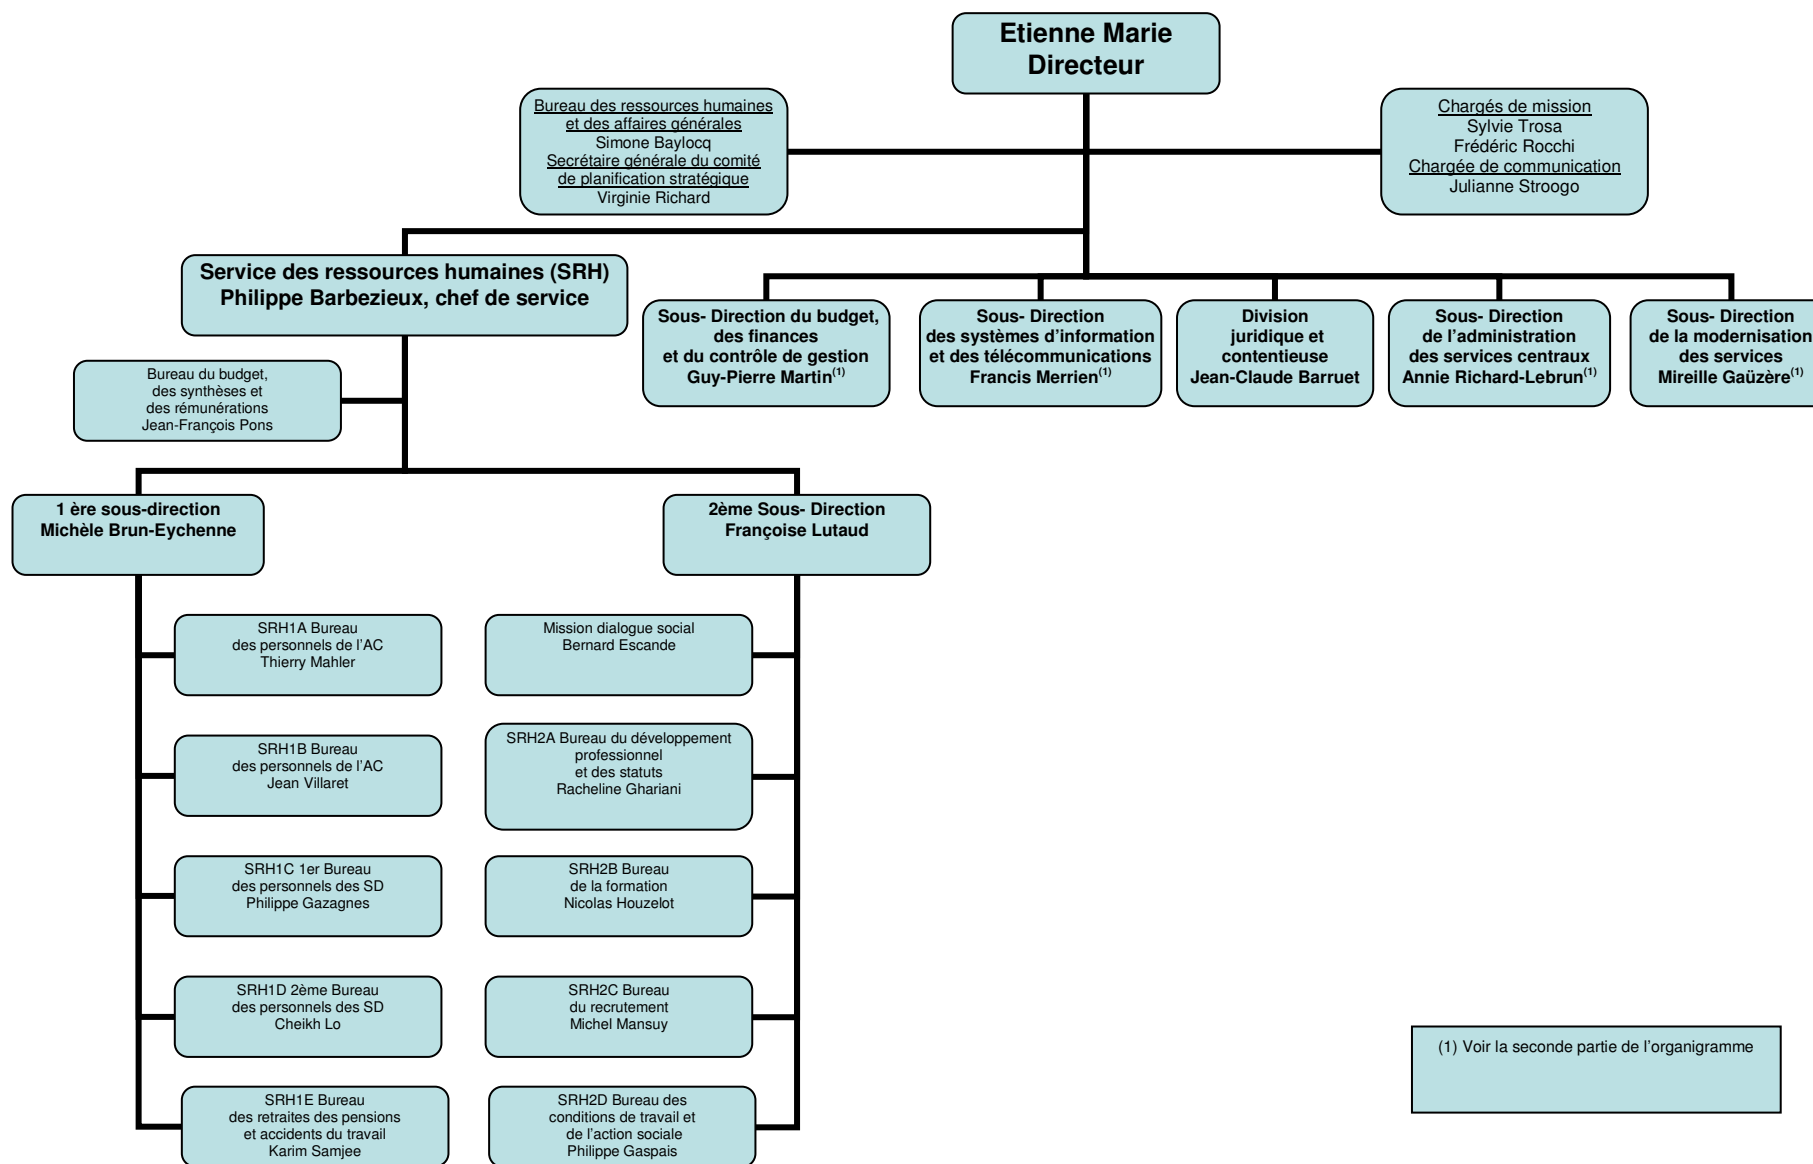 Etienne Marie
Directeur
Bureau des ressources humaines
et des affaires générales
Simone Baylocq
Secrétaire générale du comité
de planification stratégique
Virginie Richard
Chargés de mission
Sylvie Trosa
Frédéric Rocchi
Chargée de communication
Julianne Stroogo
Service des ressources humaines (SRH)
Philippe Barbezieux, chef de service
Sous- Direction du budget,
des finances
et du contrôle de gestion
Guy-Pierre Martin(1)
Sous- Direction
des systèmes d'information
et des télécommunications
Francis Merrien(1)
Division
juridique et
contentieuse
Jean-Claude Barruet
Sous- Direction
de l'administration
des services centraux
Annie Richard-Lebrun(1)
Sous- Direction
de la modernisation
des services
Mireille Gaüzère(1)
Bureau du budget,
des synthèses et
des rémunérations
Jean-François Pons
1 ère sous-direction
Michèle Brun-Eychenne
2ème Sous- Direction
Françoise Lutaud
SRH1A Bureau
des personnels de l'AC
Thierry Mahler
SRH1B Bureau
des personnels de l'AC
Jean Villaret
SRH1C 1er Bureau
des personnels des SD
Philippe Gazagnes
SRH1D 2ème Bureau
des personnels des SD
Cheikh Lo
SRH1E Bureau
des retraites des pensions
et accidents du travail
Karim Samjee
Mission dialogue social
Bernard Escande
SRH2A Bureau du développement
professionnel
et des statuts
Racheline Ghariani
SRH2B Bureau
de la formation
Nicolas Houzelot
SRH2C Bureau
du recrutement
Michel Mansuy
SRH2D Bureau des
conditions de travail et
de l'action sociale
Philippe Gaspais
(1) Voir la seconde partie de l'organigramme